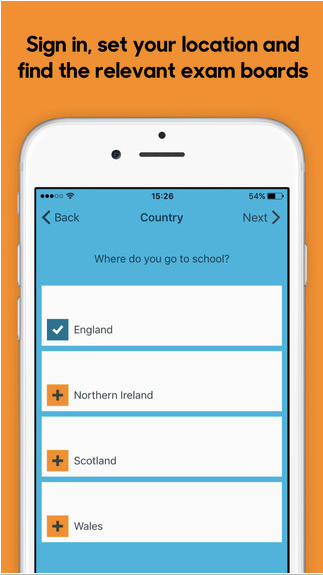 Sign in, set your location and
find the relevant exam boards
15:26
54%
Back
Country
Next
Where do you go to school?
England
Northern Ireland
Scotland
Wales